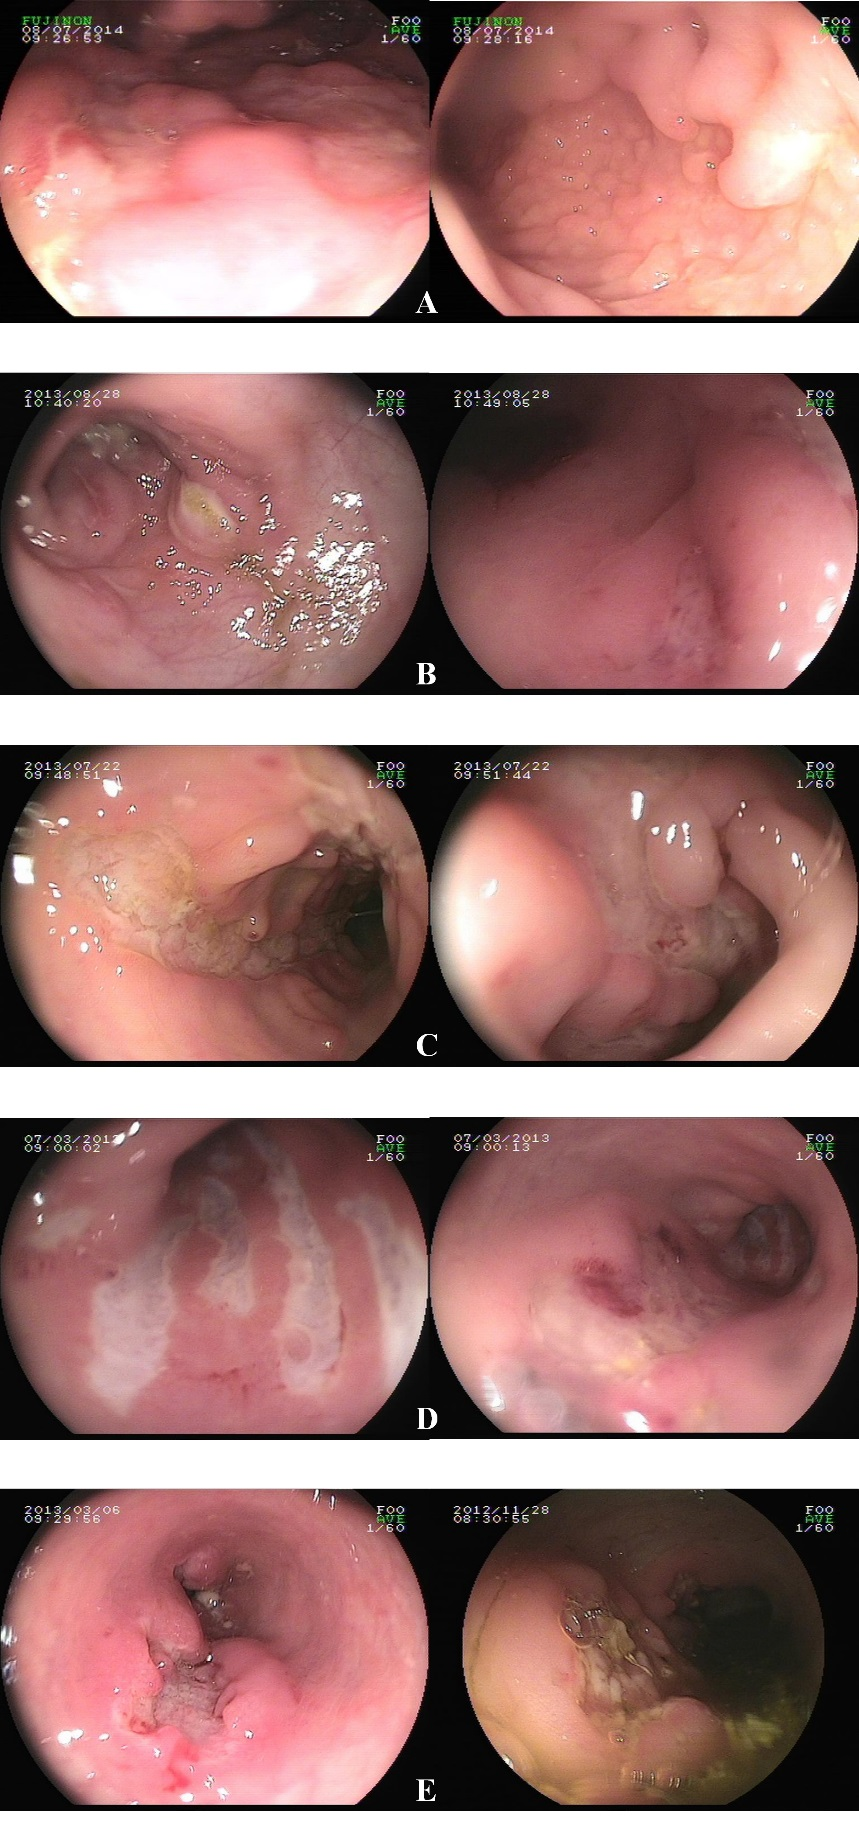 FUJINON
08/07/2014
09:26:53
FOO
AVE
1/60
FUJINON
08/07/2014
09:28:16
FOO
AVE
1/60
A
2013/08/28
10:40:20
FOO
AVE
1/60
2013/08/28
10:49:05
FOO
AVE
1/60
B
2013/07/22
09:48:51
FOO
AVE
1/60
2013/07/22
09:51:44
FOO
AVE
1/60
C
07/03/2013
09:00:02
FOO
AVE
1/60
07/03/2013
09:00:13
FOO
AVE
1/60
D
2013/03/06
09:29:56
FOO
AVE
1/60
2012/11/28
08:30:55
FOO
AVE
1/60
E